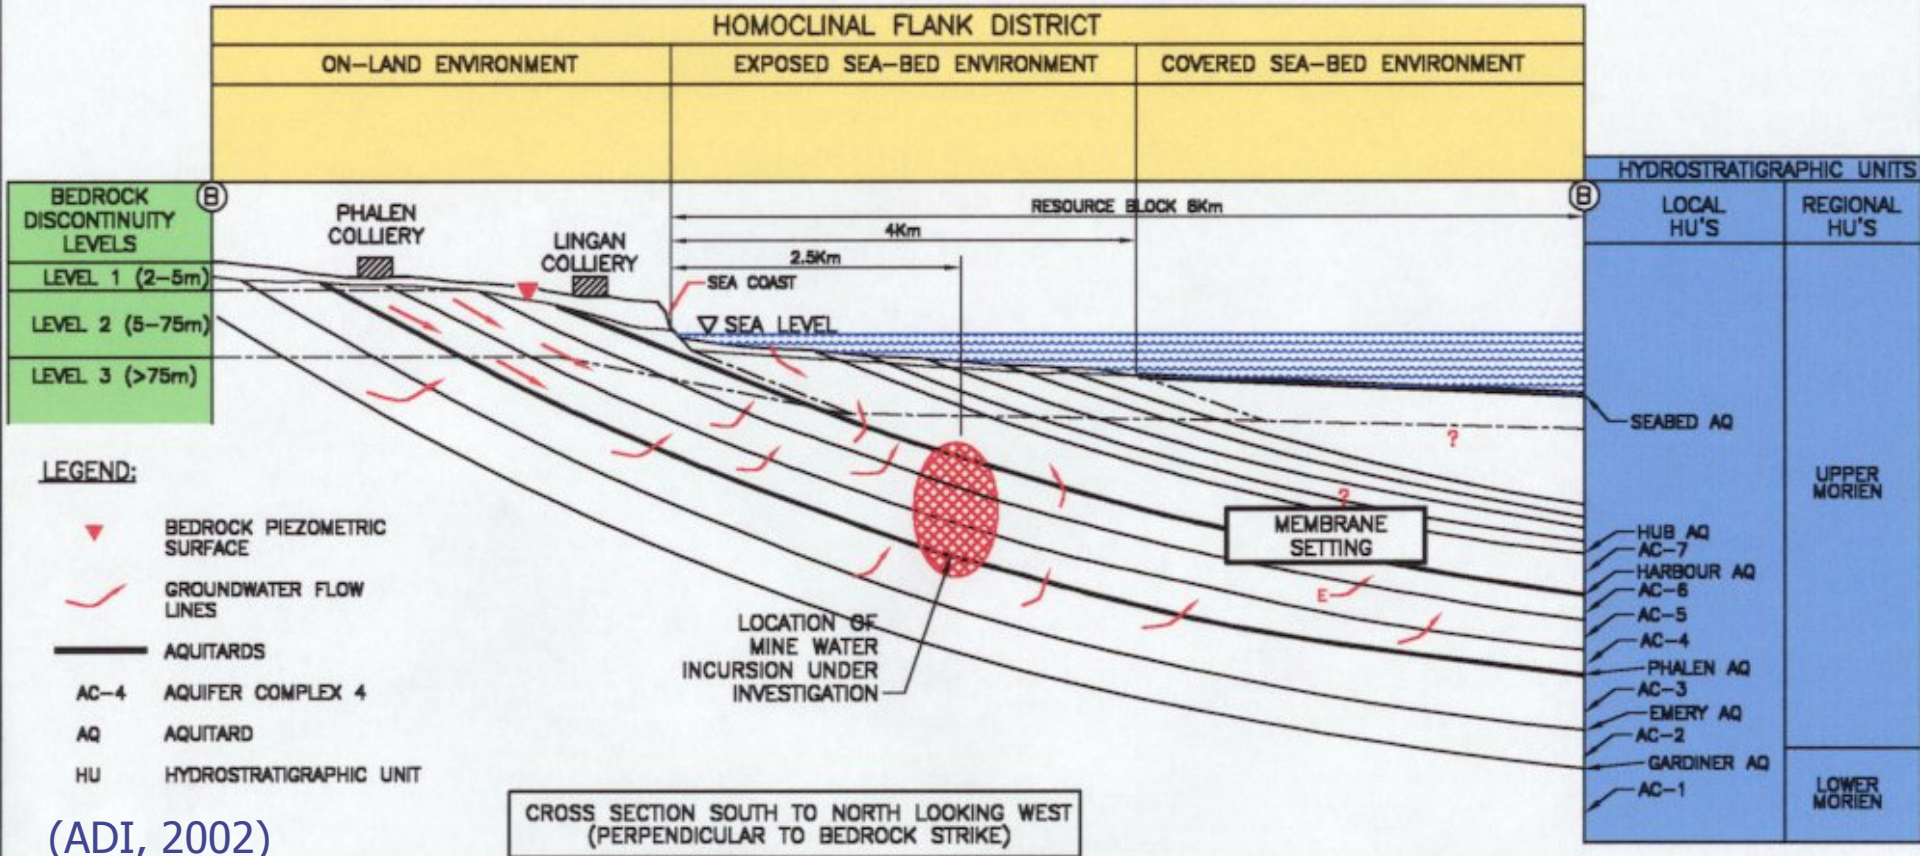 HOMOCLINAL FLANK DISTRICT
ON-LAND ENVIRONMENT
EXPOSED SEA-BED ENVIRONMENT
COVERED SEA-BED ENVIRONMENT
HYDROSTRATIGRAPHIC UNITS
LOCAL
HU'S
REGIONAL
HU'S
BEDROCK
DISCONTINUITY
LEVELS
LEVEL 1 (2-5m)
LEVEL 2 (5-75m)
LEVEL 3 (>75m)
B
B
PHALEN
COLLIERY
LINGAN
COLLIERY
RESOURCE BLOCK 8Km
4Km
2.5Km
SEA COAST
SEA LEVEL
?
?
MEMBRANE
SETTING
E
LOCATION OF
MINE WATER
INCURSION UNDER
INVESTIGATION
SEABED AQ
HUB AQ
AC-7
HARBOUR AQ
AC-6
AC-5
AC-4
PHALEN AQ
AC-3
EMERY AQ
AC-2
GARDINER AQ
AC-1
UPPER
MORIEN
LOWER
MORIEN
LEGEND:
BEDROCK PIEZOMETRIC
SURFACE
GROUNDWATER FLOW
LINES
AQUITARDS
AC-4 AQUIFER COMPLEX 4
AQ AQUITARD
HU HYDROSTRATIGRAPHIC UNIT
(ADI, 2002)
CROSS SECTION SOUTH TO NORTH LOOKING WEST
(PERPENDICULAR TO BEDROCK STRIKE)